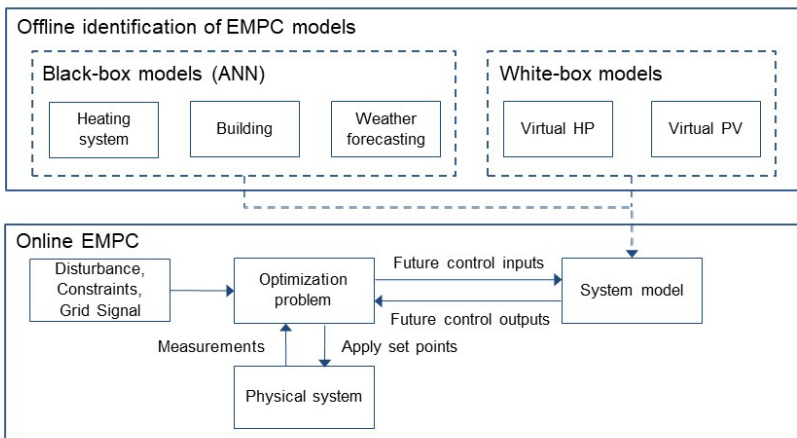 Offline identification of EMPC models
Black-box models (ANN)
Heating
system
Building
Weather
forecasting
White-box models
Virtual HP
Virtual PV
Online EMPC
Disturbance,
Constraints,
Grid Signal
Optimization
problem
Future control inputs
Future control outputs
System model
Measurements
Apply set points
Physical system